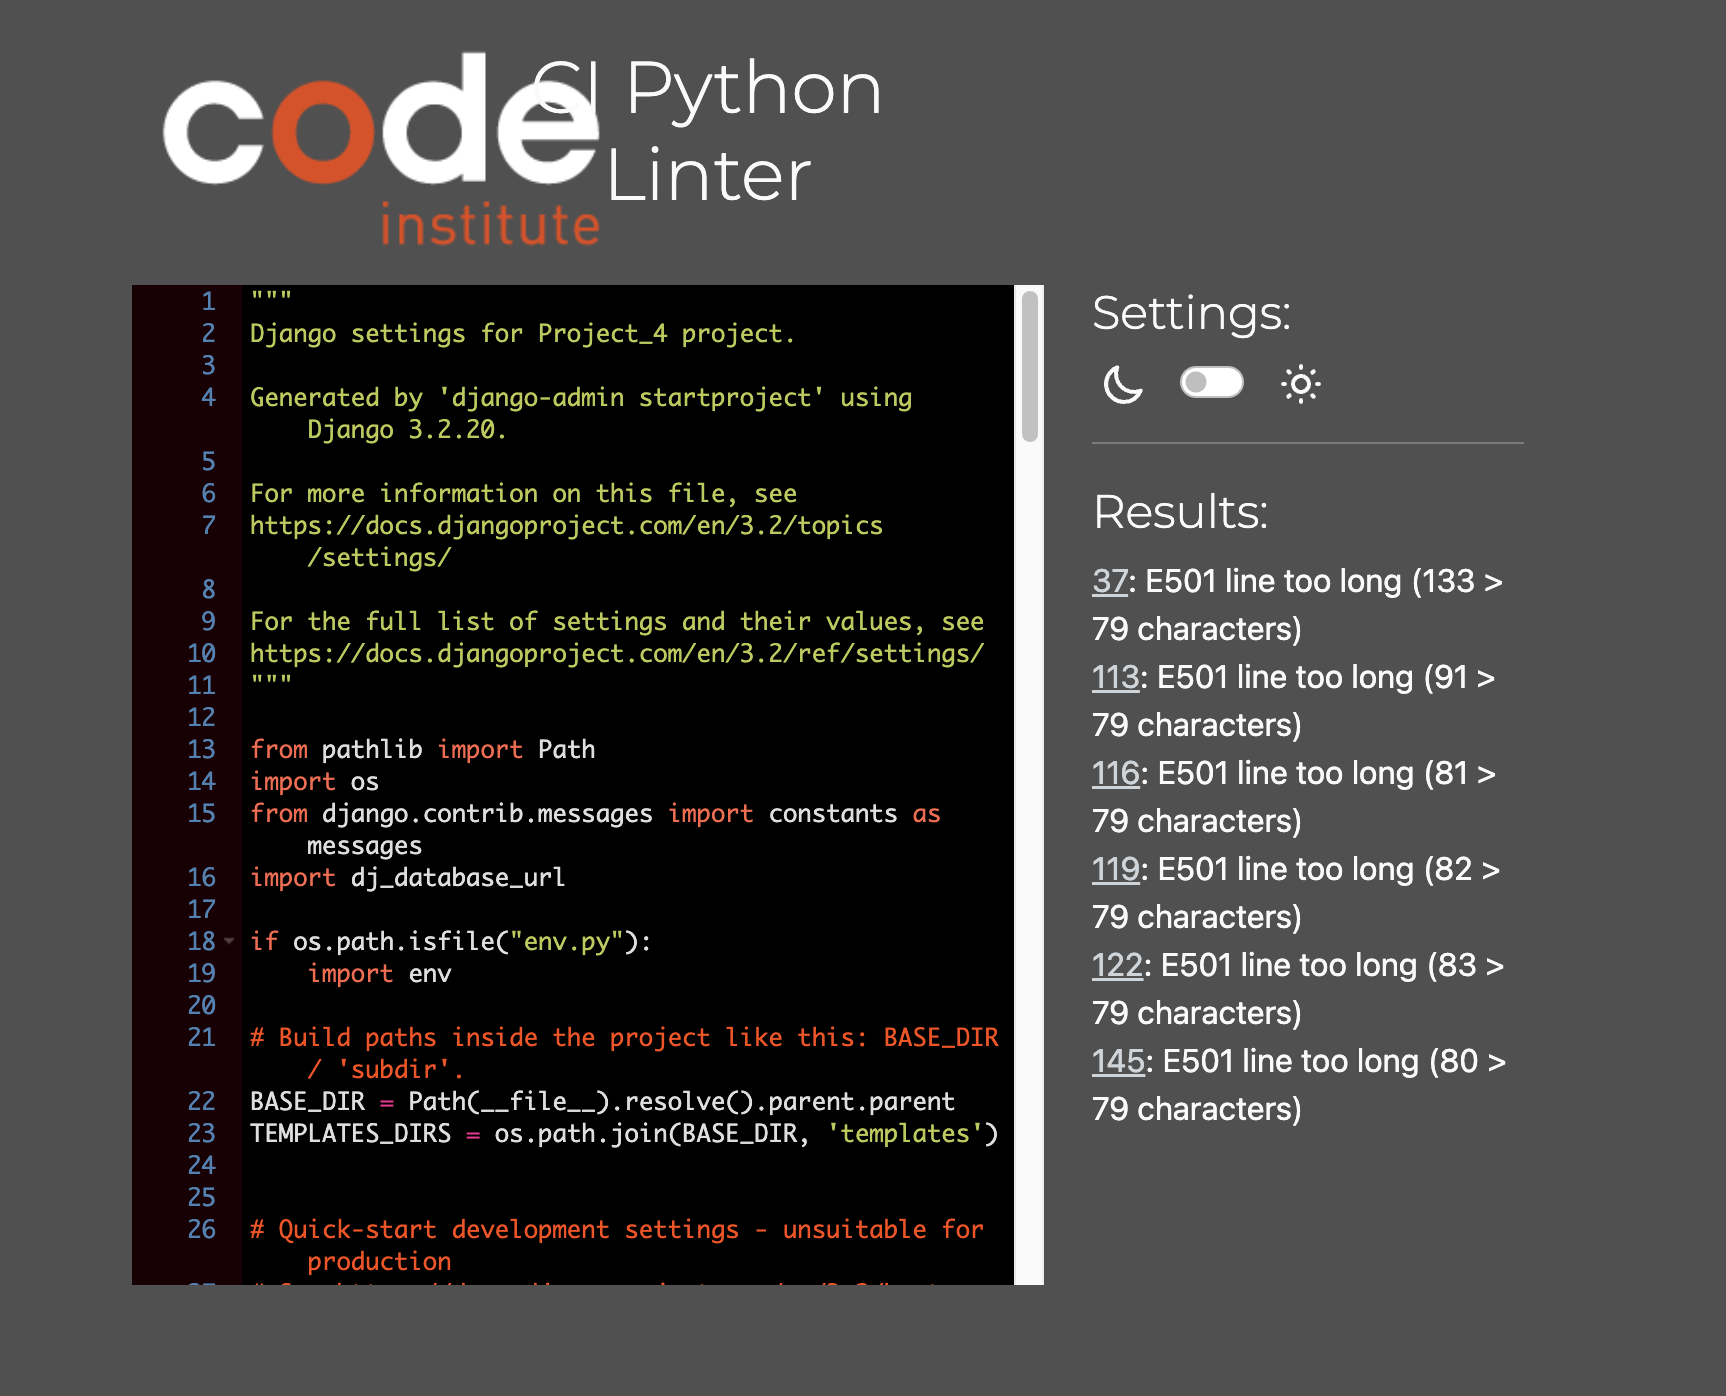 code
institute
CI Python
Linter
1 """
2 Django settings for Project_4 project.
3
4 Generated by 'django-admin startproject' using
Django 3.2.20.
5
6 For more information on this file, see
7 https://docs.djangoproject.com/en/3.2/topics
/settings/
8
9 For the full list of settings and their values, see
10 https://docs.djangoproject.com/en/3.2/ref/settings/
11 """
12
13 from pathlib import Path
14 import os
15 from django.contrib.messages import constants as
messages
16 import dj_database_url
17
18 if os.path.isfile("env.py"):
19 import env
20
21 # Build paths inside the project like this: BASE_DIR
/ 'subdir'.
22 BASE_DIR = Path(__file__).resolve().parent.parent
23 TEMPLATES_DIRS = os.path.join(BASE_DIR, 'templates')
24
25
26 # Quick-start development settings - unsuitable for
production
Settings:
Results:
37: E501 line too long (133 >
79 characters)
113: E501 line too long (91 >
79 characters)
116: E501 line too long (81 >
79 characters)
119: E501 line too long (82 >
79 characters)
122: E501 line too long (83 >
79 characters)
145: E501 line too long (80 >
79 characters)